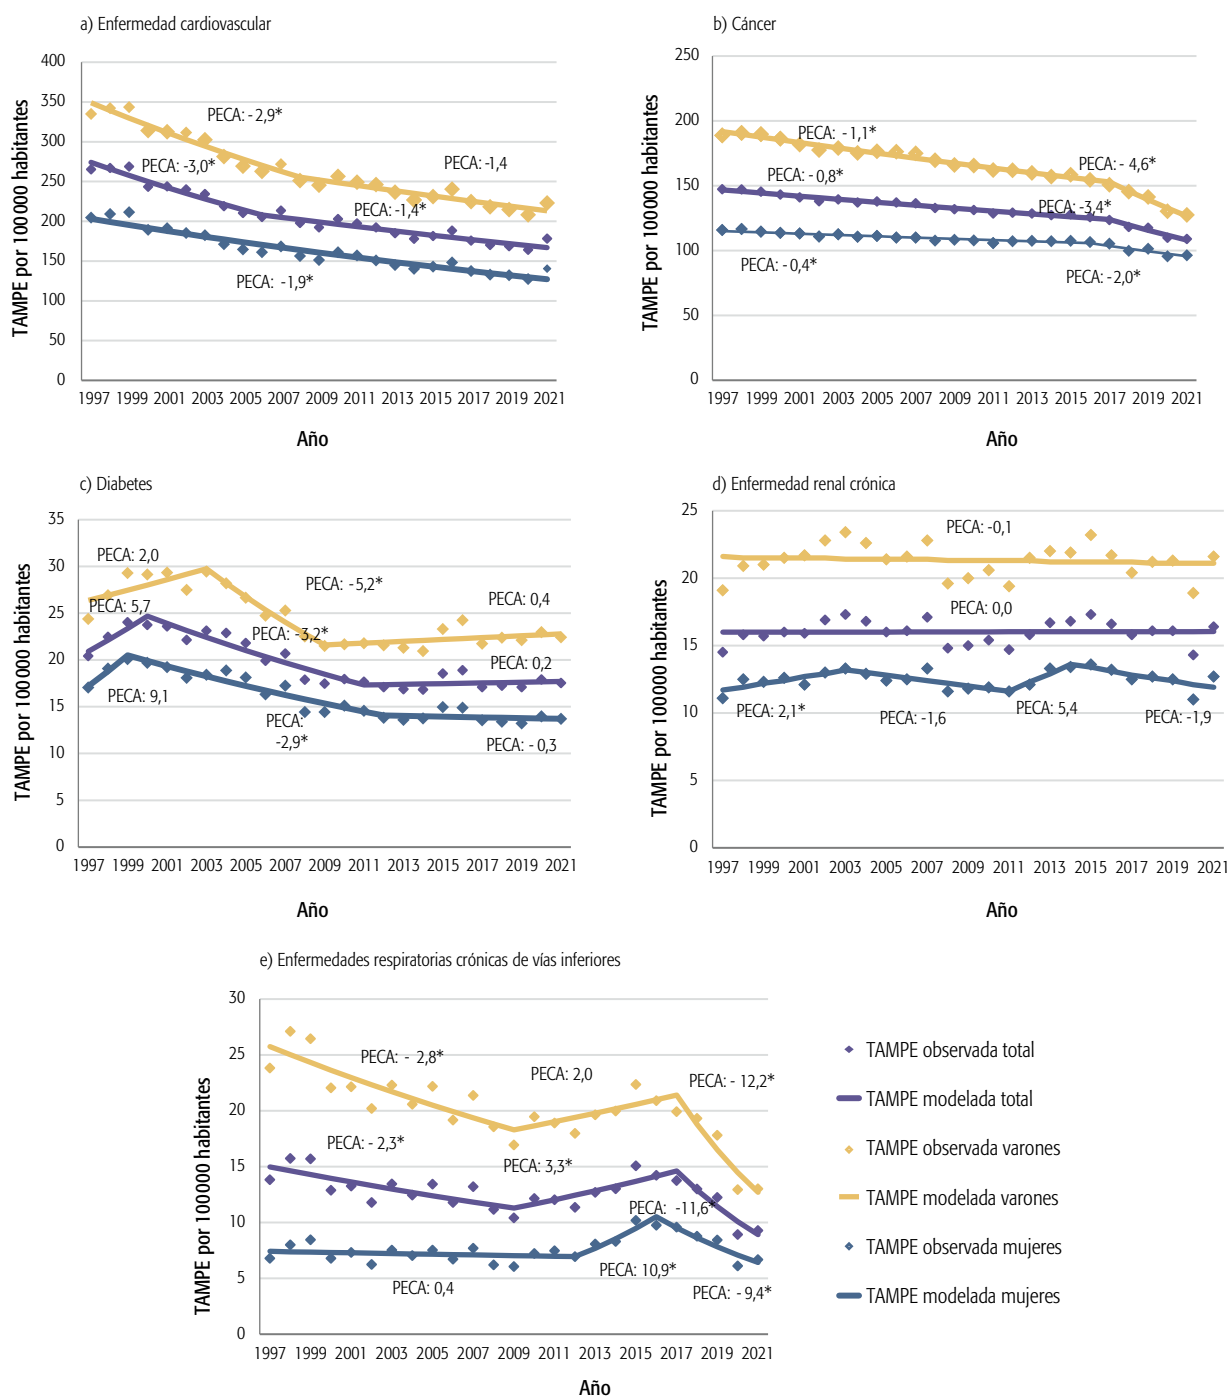 a) Enfermedad cardiovascular
TAMPE por 100000 habitantes
400
350
300
250
200
150
100
50
0
PECA: -2,9*
PECA: -3,0*
PECA: -1,4
PECA: -1,4*
PECA: -1,9*
1997 1999 2001 2003 2005 2007 2009 2011 2013 2015 2017 2019 2021
Año
b) Cáncer
TAMPE por 100000 habitantes
250
200
150
100
50
0
PECA: -1,1*
PECA: - 4,6*
PECA: -0,8*
PECA: -3,4*
PECA: -0,4*
PECA: -2,0*
1997 1999 2001 2003 2005 2007 2009 2011 2013 2015 2017 2019 2021
Año
c) Diabetes
TAMPE por 100000 habitantes
35
30
25
20
15
10
5
0
PECA: 2,0
PECA: -5,2*
PECA: 5,7
PECA: 0,4
PECA: -3,2*
PECA: 0,2
PECA: 9,1
PECA:
-2,9*
PECA: - 0,3
1997 1999 2001 2003 2005 2007 2009 2011 2013 2015 2017 2019 2021
Año
d) Enfermedad renal crónica
TAMPE por 100000 habitantes
25
20
15
10
5
0
PECA: -0,1
PECA: 0,0
PECA: 2,1*
PECA: -1,6
PECA: 5,4
PECA: -1,9
1997 1999 2001 2003 2005 2007 2009 2011 2013 2015 2017 2019 2021
Año
e) Enfermedades respiratorias crónicas de vías inferiores
TAMPE por 100000 habitantes
30
25
20
15
10
5
0
PECA: - 2,8*
PECA: 2,0
PECA: - 12,2*
PECA: - 2,3*
PECA: 3,3*
PECA: -11,6*
PECA: 0,4
PECA: 10,9*
PECA: - 9,4*
1997 1999 2001 2003 2005 2007 2009 2011 2013 2015 2017 2019 2021
Año
TAMPE observada total
TAMPE modelada total
TAMPE observada varones
TAMPE modelada varones
TAMPE observada mujeres
TAMPE modelada mujeres